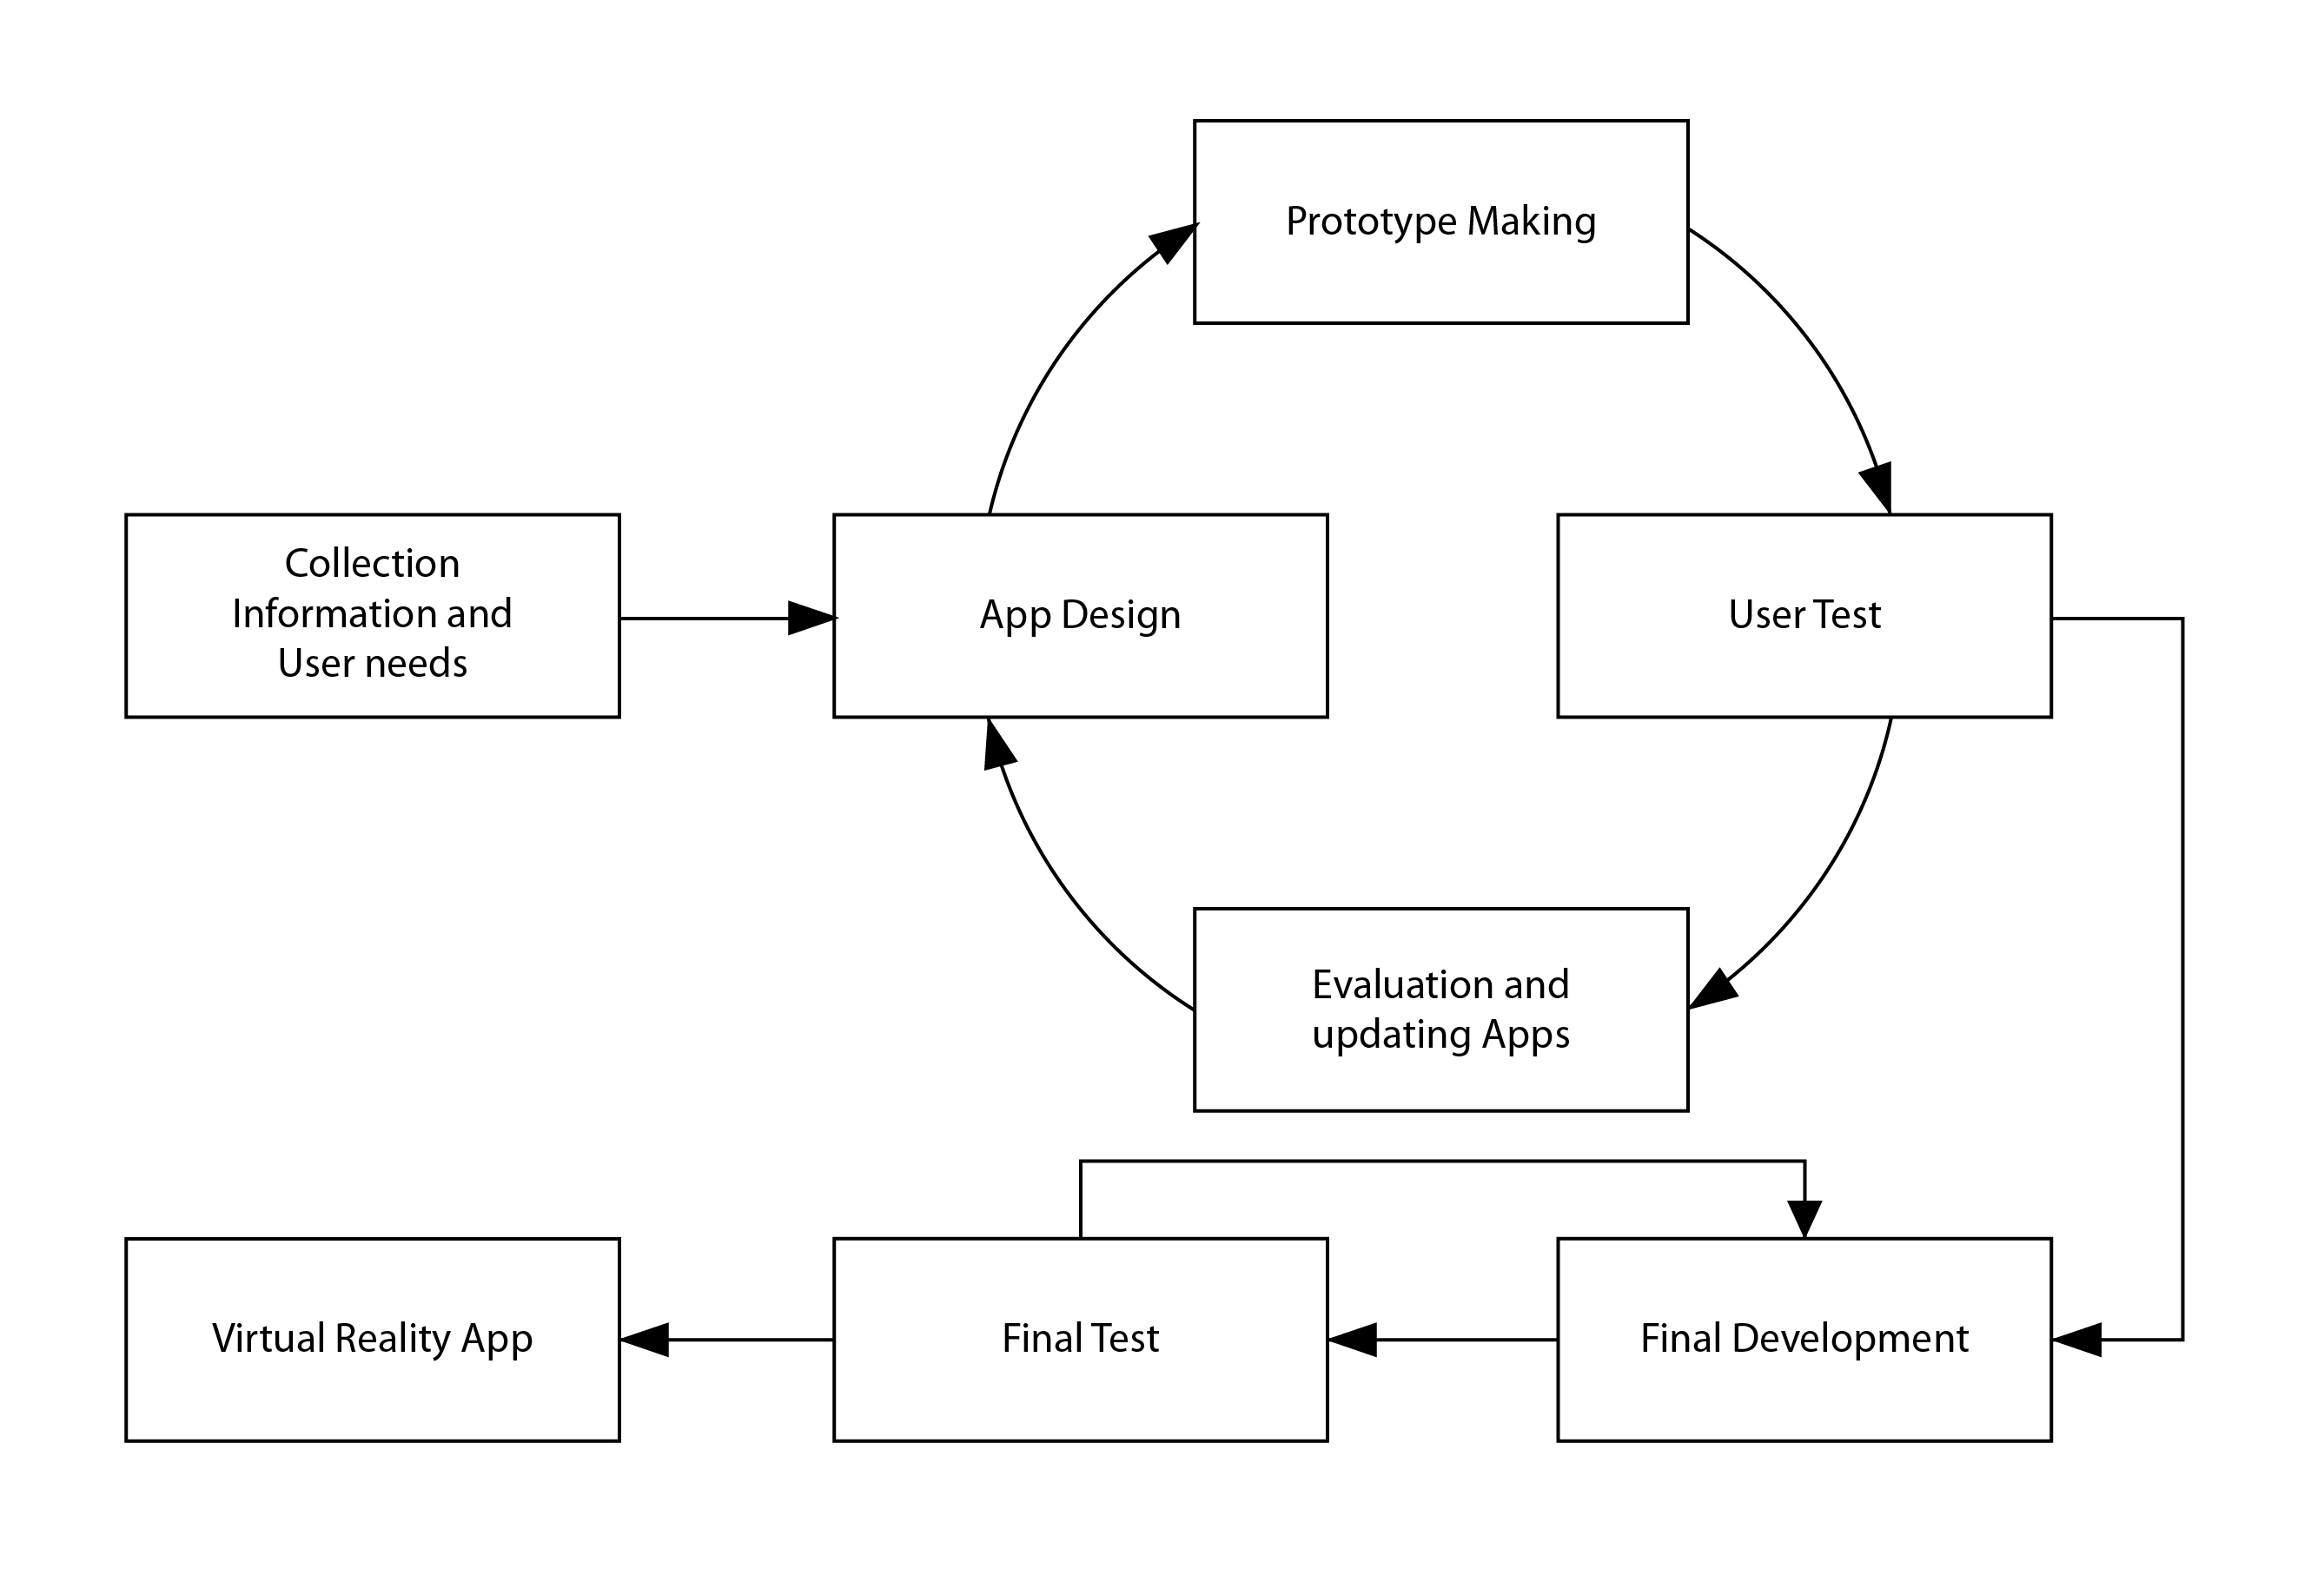 Prototype Making
Collection
Information and
User needs
App Design
User Test
Evaluation and
updating Apps
Virtual Reality App
Final Test
Final Development